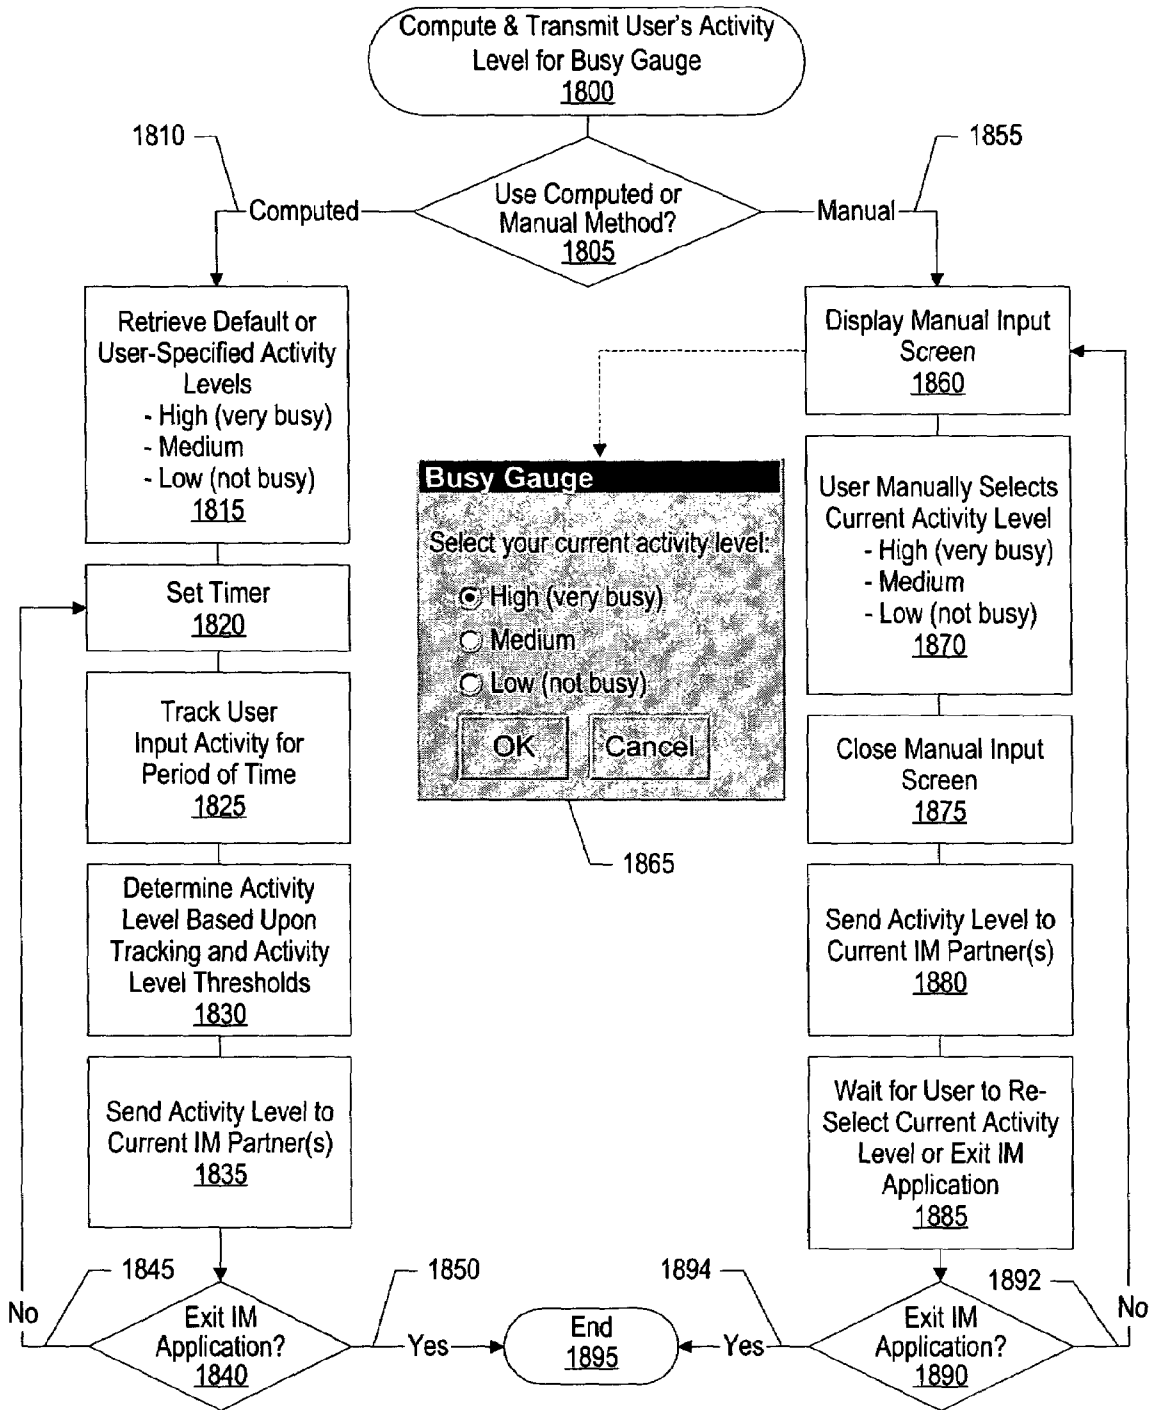 Compute & Transmit User's Activity
Level for Busy Gauge
1800
1810
1855
Use Computed or
Manual Method?
1805
Computed
Manual
Retrieve Default or
User-Specified Activity
Levels
- High (very busy)
- Medium
- Low (not busy)
1815
Set Timer
1820
Track User
Input Activity for
Period of Time
1825
Determine Activity
Level Based Upon
Tracking and Activity
Level Thresholds
1830
Send Activity Level to
Current IM Partner(s)
1835
1845
No
Exit IM
Application?
1840
1850
Yes
Display Manual Input
Screen
1860
Busy Gauge
Select your current activity level:
High (very busy)
Medium
Low (not busy)
OK
Cancel
1865
User Manually Selects
Current Activity Level
- High (very busy)
- Medium
- Low (not busy)
1870
Close Manual Input
Screen
1875
Send Activity Level to
Current IM Partner(s)
1880
Wait for User to Re-
Select Current Activity
Level or Exit IM
Application
1885
1894
1892
Yes
Exit IM
Application?
1890
No
End
1895